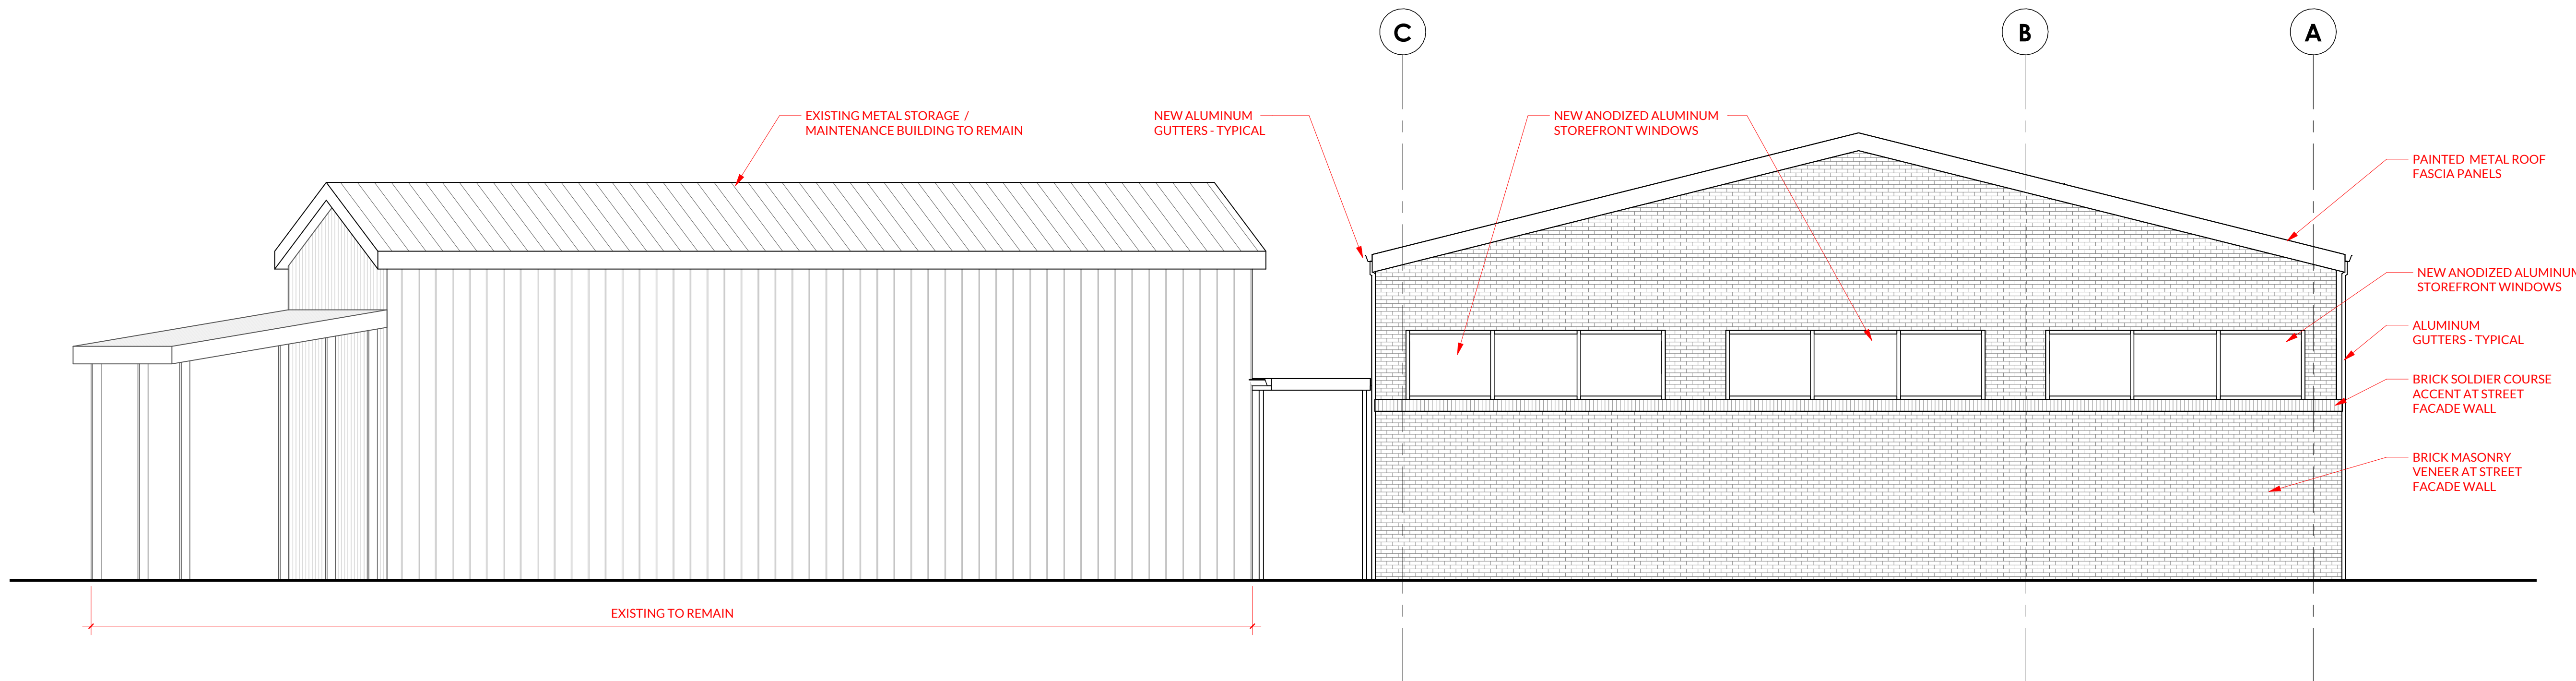 C
B
A
EXISTING METAL STORAGE /
MAINTENANCE BUILDING TO REMAIN
NEW ALUMINUM
GUTTERS - TYPICAL
NEW ANODIZED ALUMINUM
STOREFRONT WINDOWS
PAINTED METAL ROOF
FASCIA PANELS
NEW ANODIZED ALUMINUM
STOREFRONT WINDOWS
ALUMINUM
GUTTERS - TYPICAL
BRICK SOLDIER COURSE
ACCENT AT STREET
FACADE WALL
BRICK MASONRY
VENEER AT STREET
FACADE WALL
EXISTING TO REMAIN